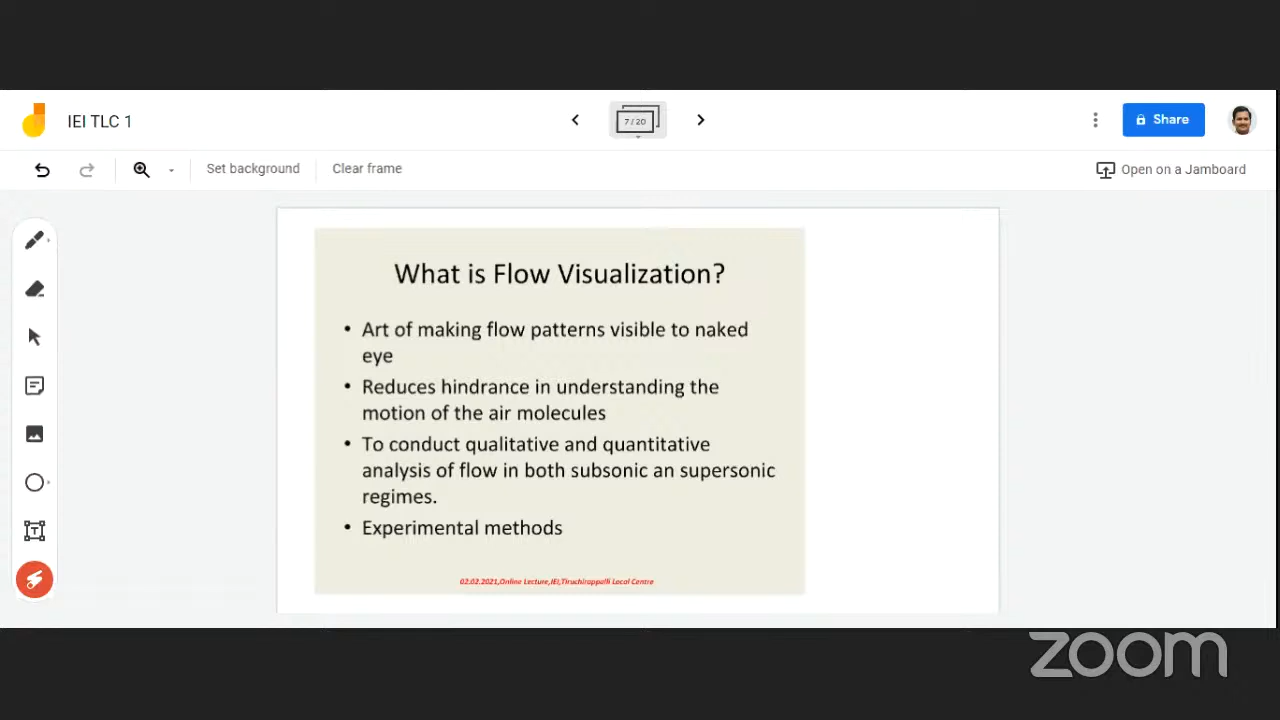 IEI TLC 1
7 / 20
Share
Set background
Clear frame
Open on a Jamboard
What is Flow Visualization?
• Art of making flow patterns visible to naked
eye
• Reduces hindrance in understanding the
motion of the air molecules
• To conduct qualitative and quantitative
analysis of flow in both subsonic an supersonic
regimes.
• Experimental methods
02.02.2021,Online Lecture,IEI,Tiruchirappalli Local Centre
zoom